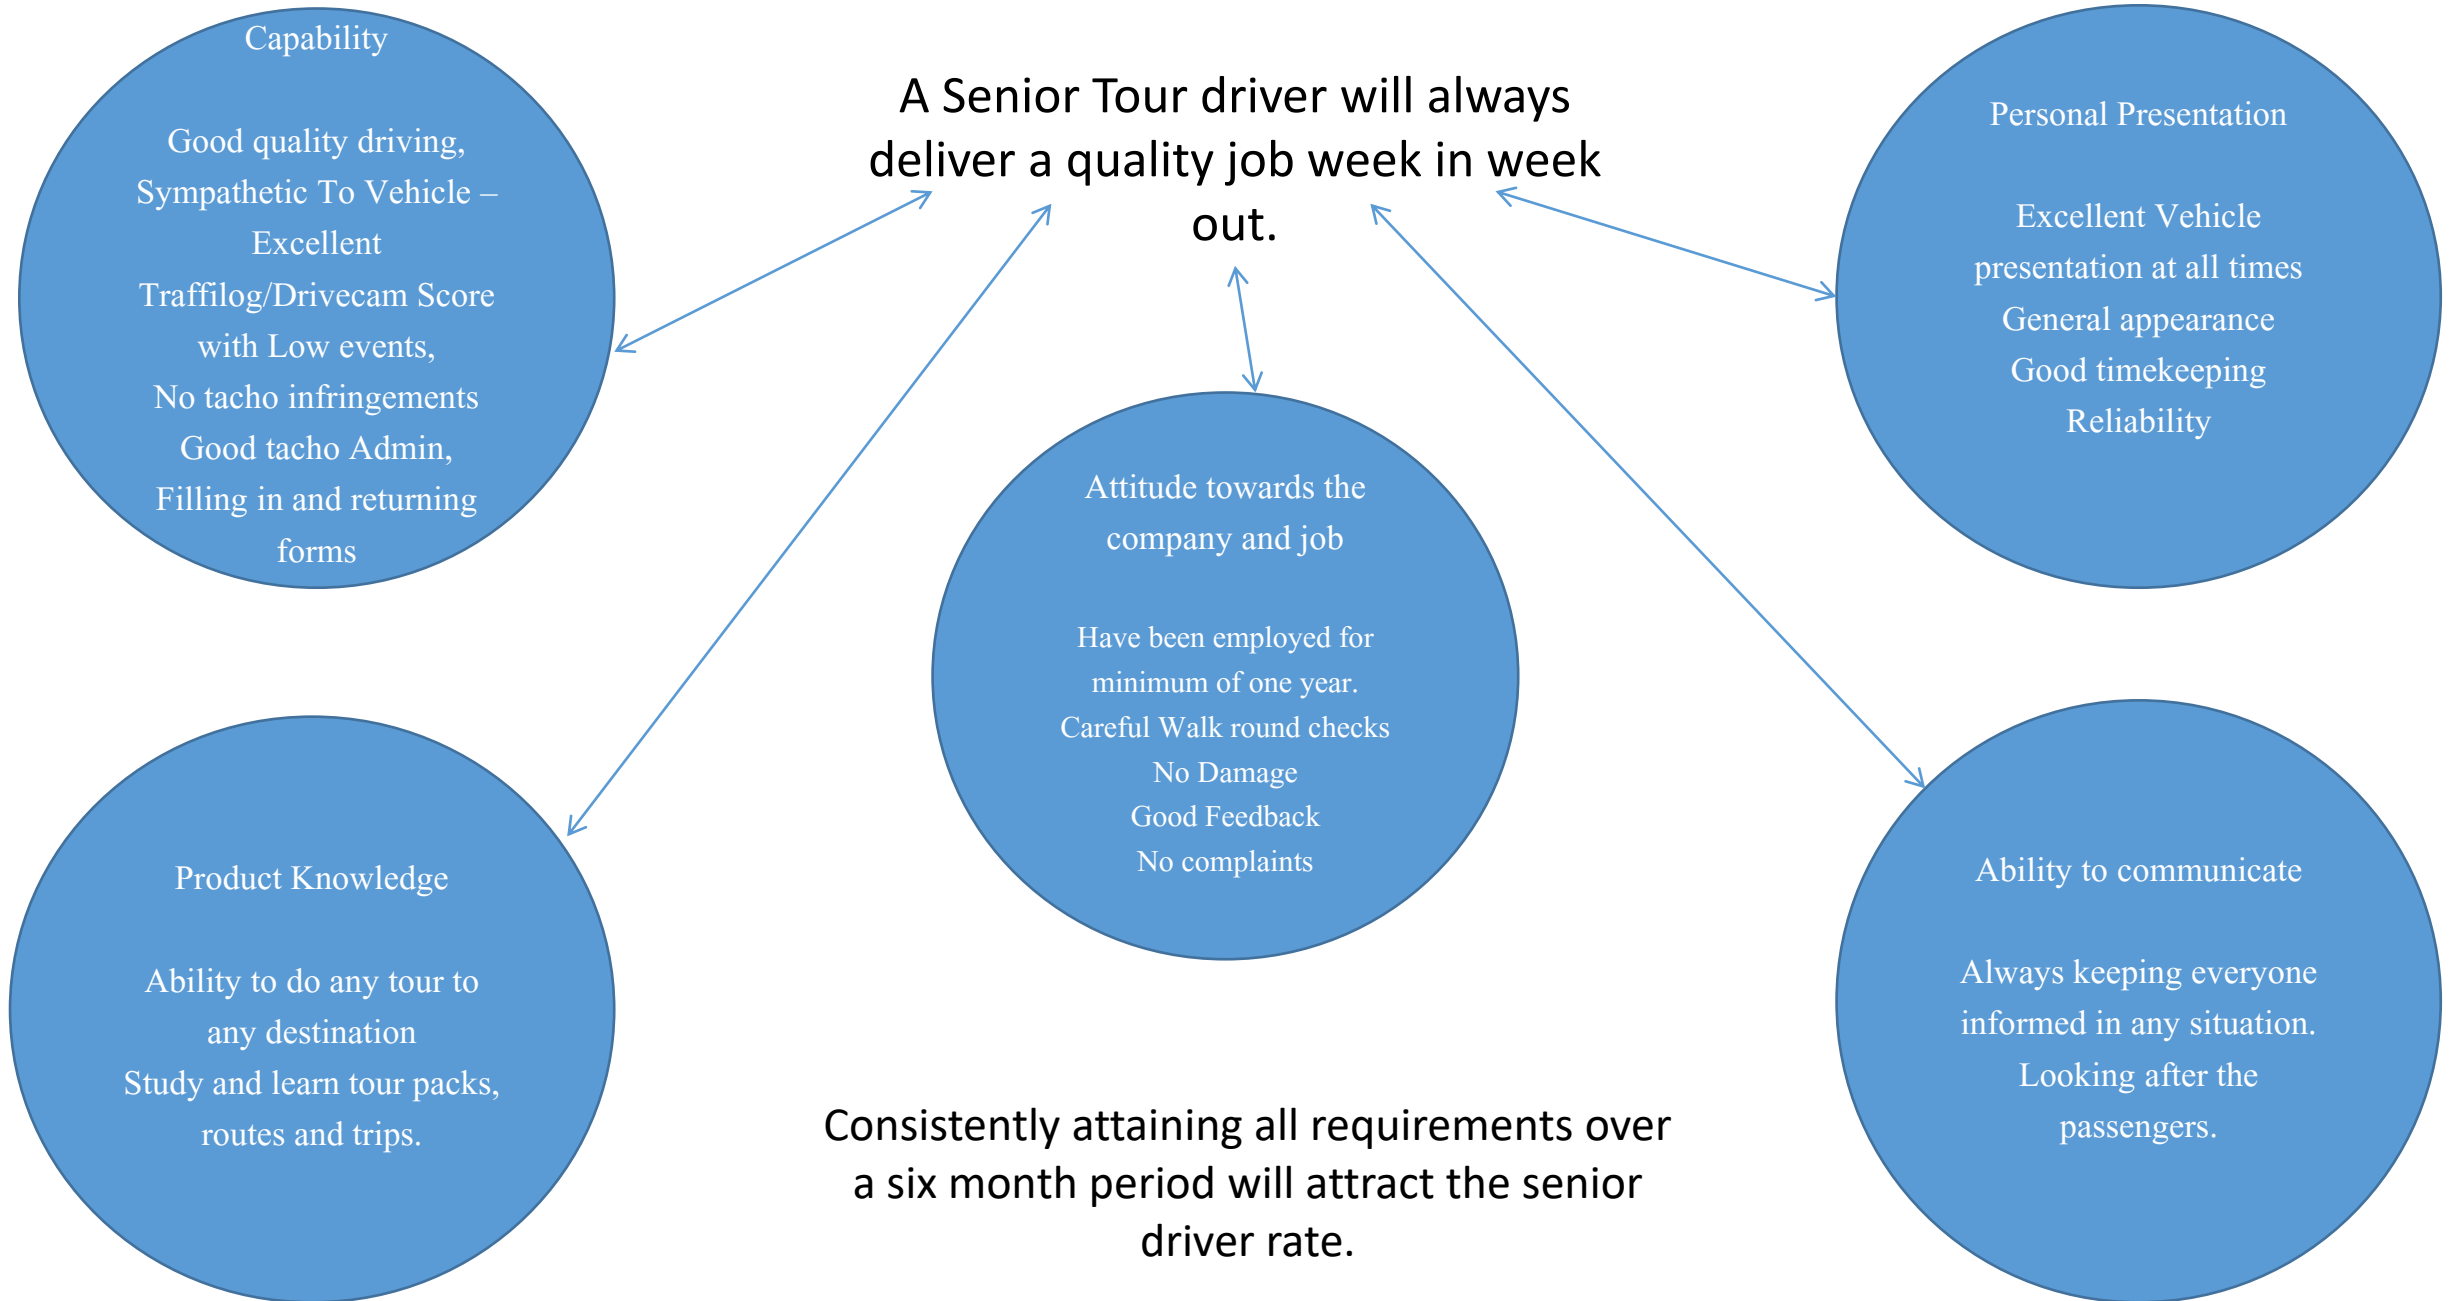 Capability
Good quality driving,
Sympathetic To Vehicle –
Excellent
Traffilog/Drivecam Score
with Low events,
No tacho infringements
Good tacho Admin,
Filling in and returning
forms
A Senior Tour driver will always
deliver a quality job week in week
out.
Personal Presentation
Excellent Vehicle
presentation at all times
General appearance
Good timekeeping
Reliability
Attitude towards the
company and job
Have been employed for
minimum of one year.
Careful Walk round checks
No Damage
Good Feedback
No complaints
Product Knowledge
Ability to do any tour to
any destination
Study and learn tour packs,
routes and trips.
Ability to communicate
Always keeping everyone
informed in any situation.
Looking after the
passengers.
Consistently attaining all requirements over
a six month period will attract the senior
driver rate.